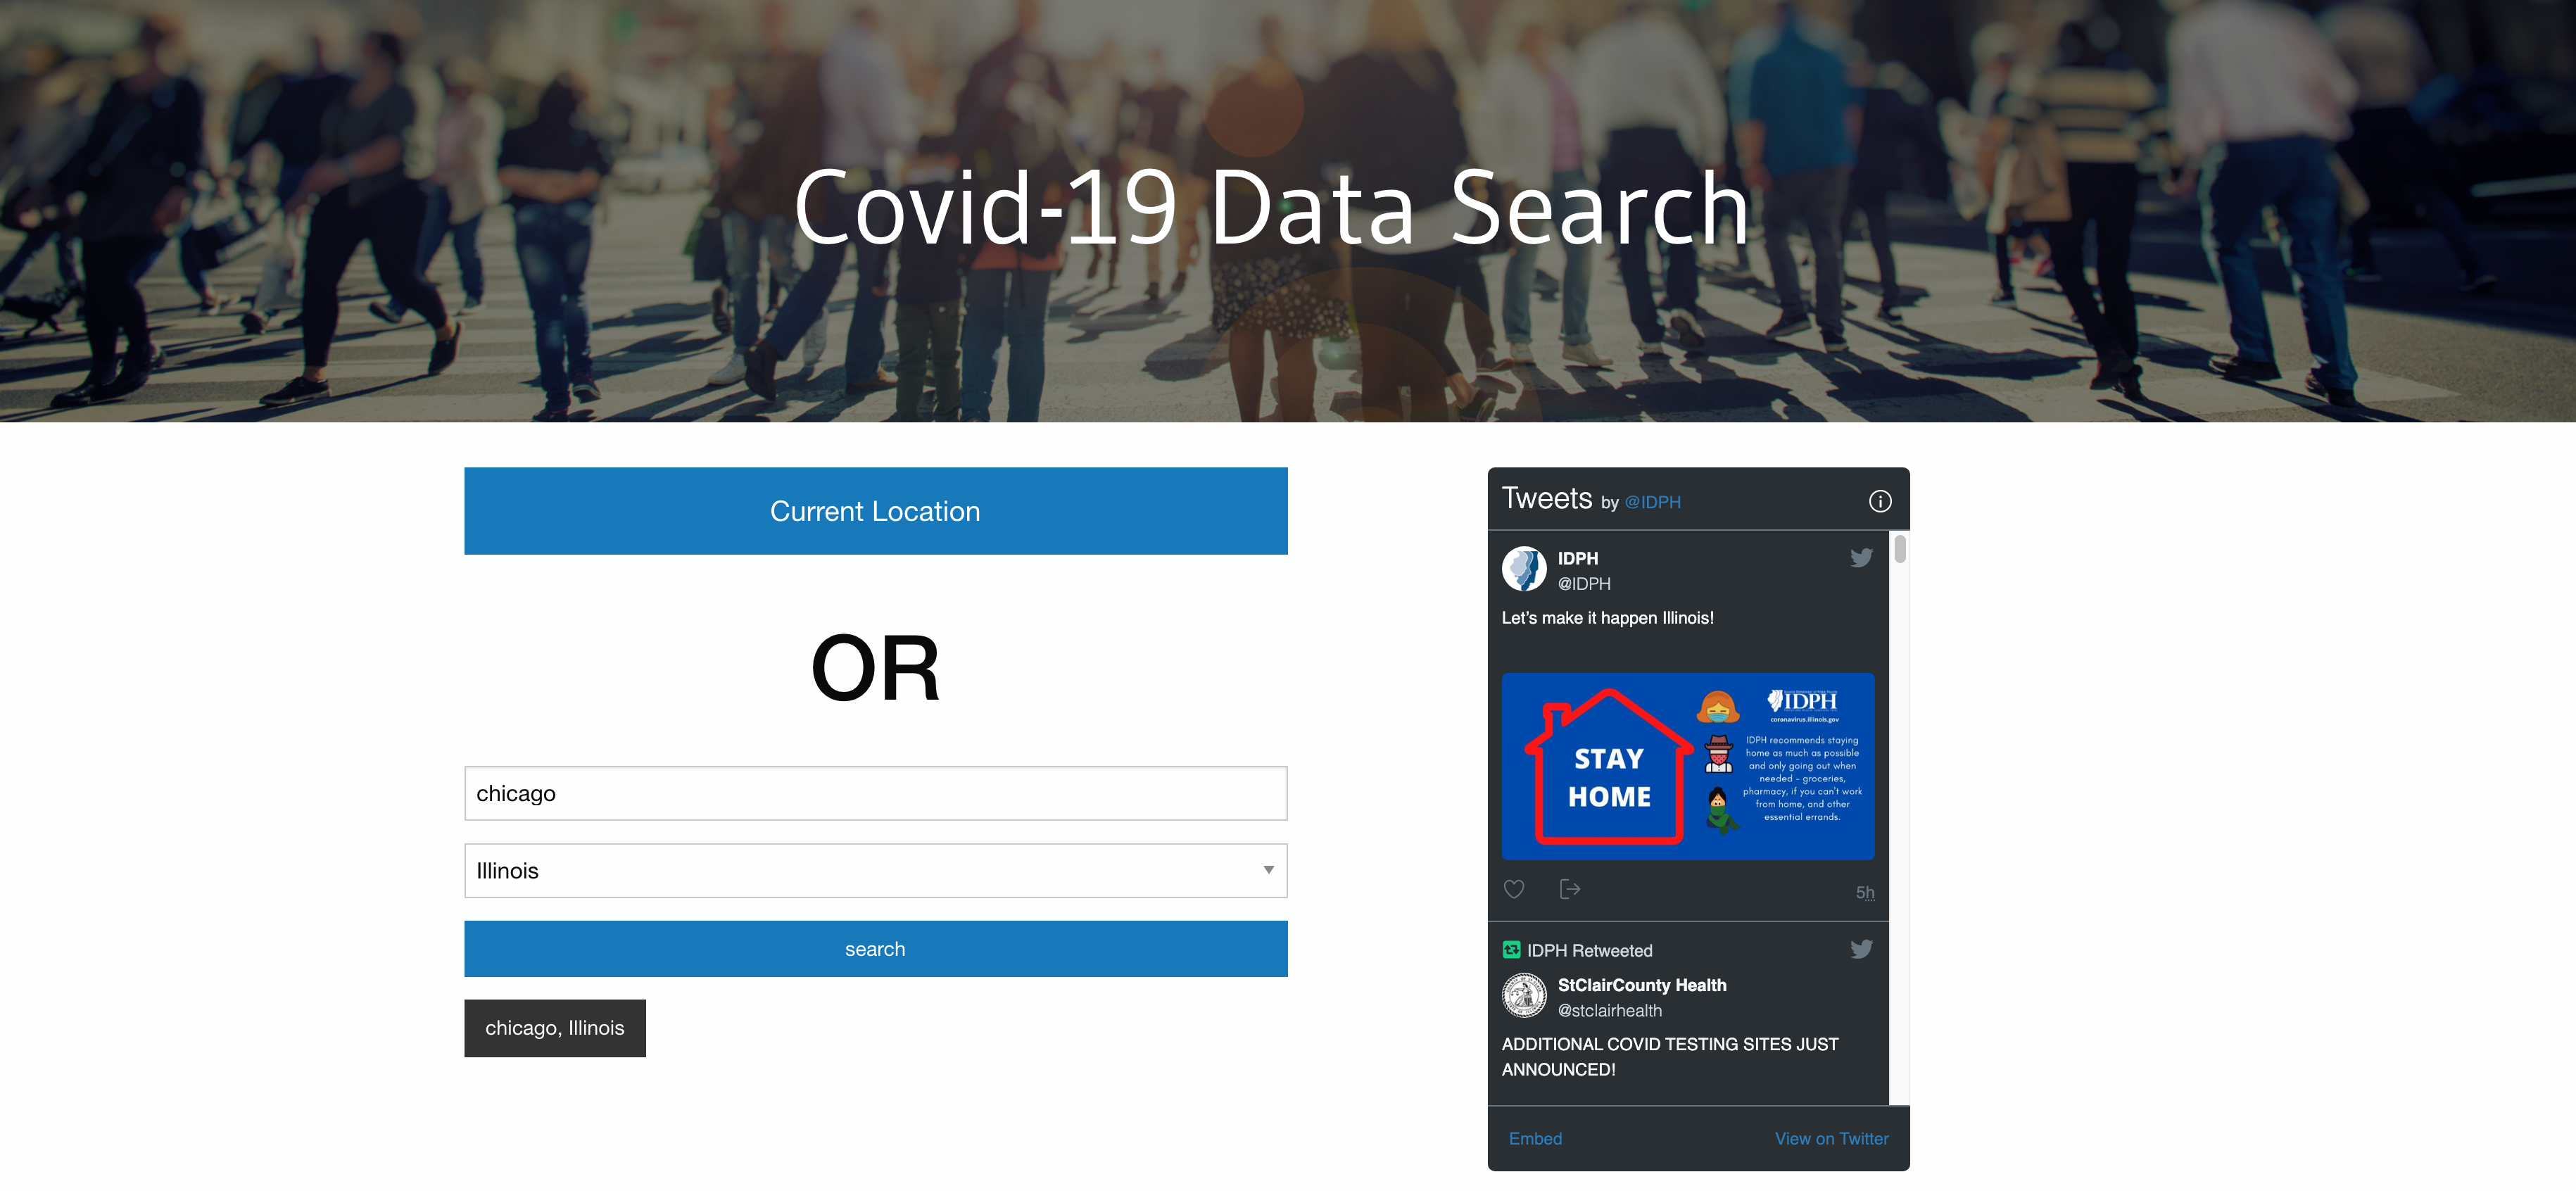 Covid-19 Data Search
Current Location
OR
chicago
Illinois
search
chicago, Illinois
Tweets by @IDPH
IDPH
@IDPH
Let's make it happen Illinois!
STAY
HOME
IDPH
coronavirus.illinois.gov
IDPH recommends staying
home as much as possible
and only going out when
needed - groceries,
pharmacy, if you can't work
from home, and other
essential errands.
5h
IDPH Retweeted
StClairCounty Health
@stclairhealth
ADDITIONAL COVID TESTING SITES JUST
ANNOUNCED!
Embed
View on Twitter